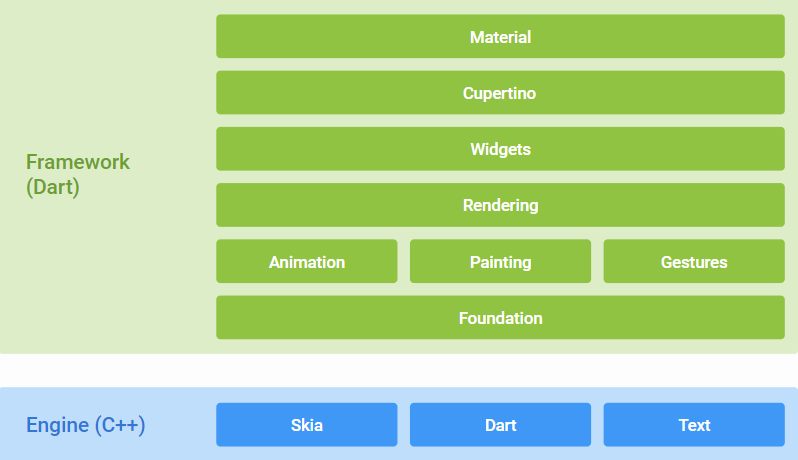 Material
Cupertino
Widgets
Framework
(Dart)
Rendering
Animation Painting Gestures
Foundation
Engine (C++) Skia Dart Text